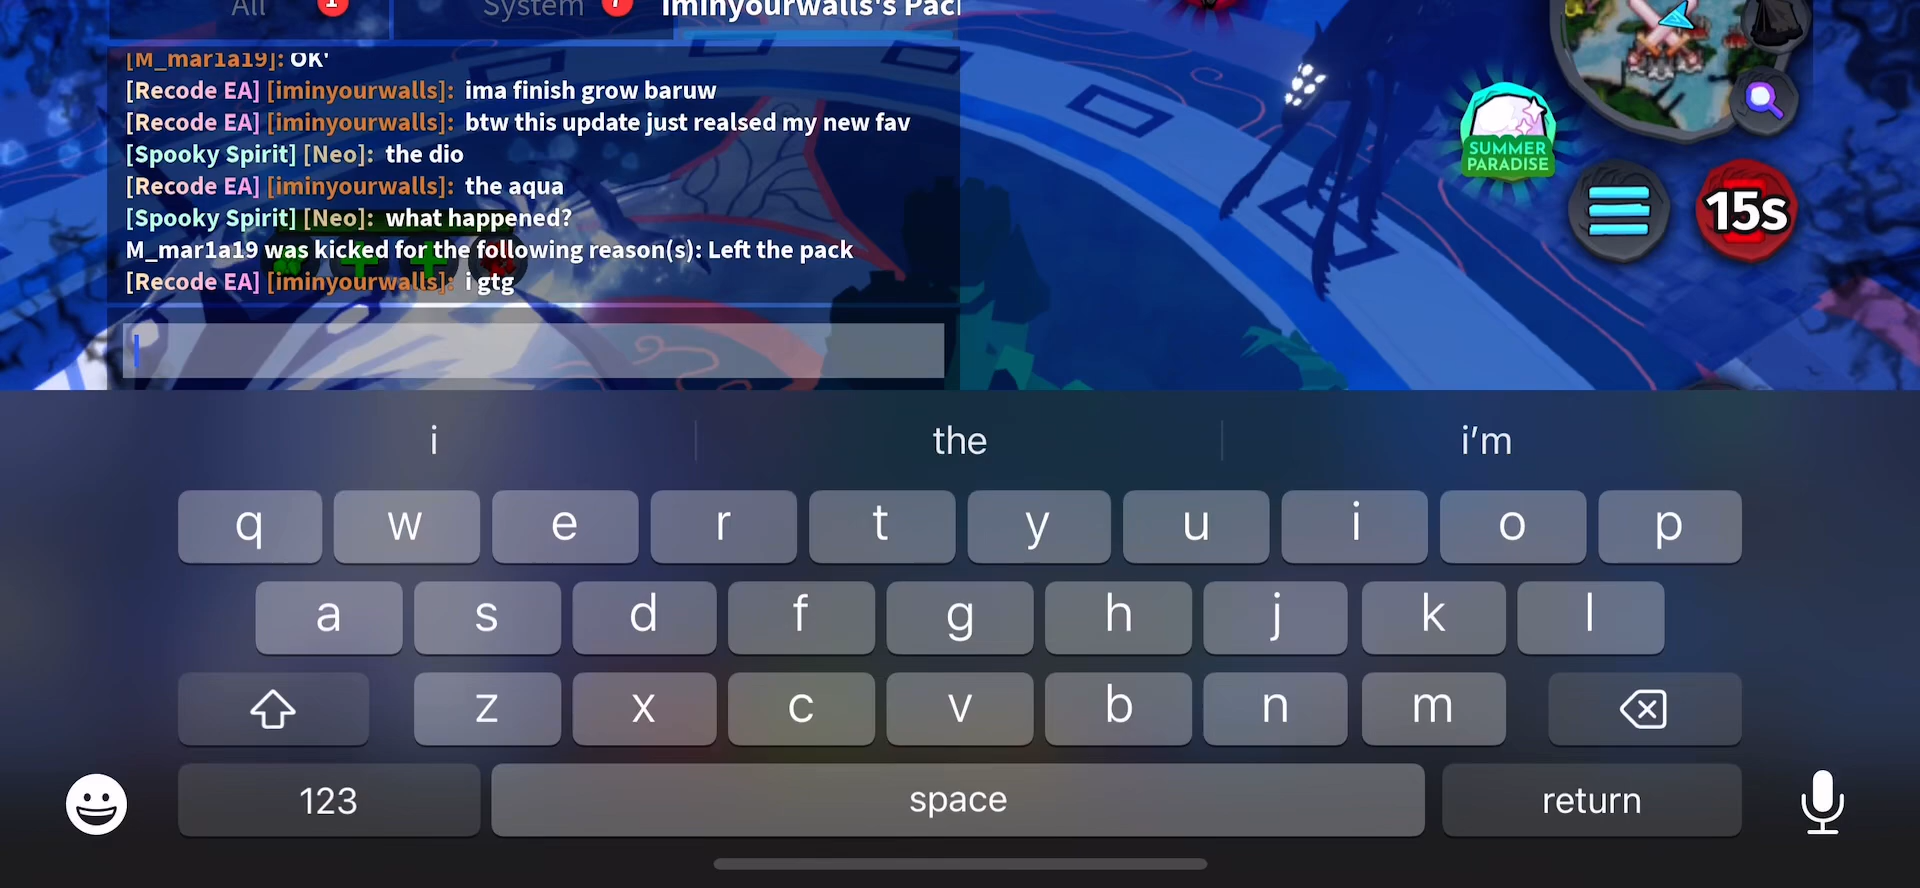 All 1 System 7 iminyourwalls's Pac
[M_mar1a19]: OK'
[Recode EA] [iminyourwalls]: ima finish grow baruw
[Recode EA] [iminyourwalls]: btw this update just realsed my new fav
[Spooky Spirit] [Neo]: the dio
[Recode EA] [iminyourwalls]: the aqua
[Spooky Spirit] [Neo]: what happened?
M_mar1a19 was kicked for the following reason(s): Left the pack
[Recode EA] [iminyourwalls]: i gtg
SUMMER
PARADISE
15s
i the i'm
q w e r t y u i o p
a s d f g h j k l
z x c v b n m
123 space return